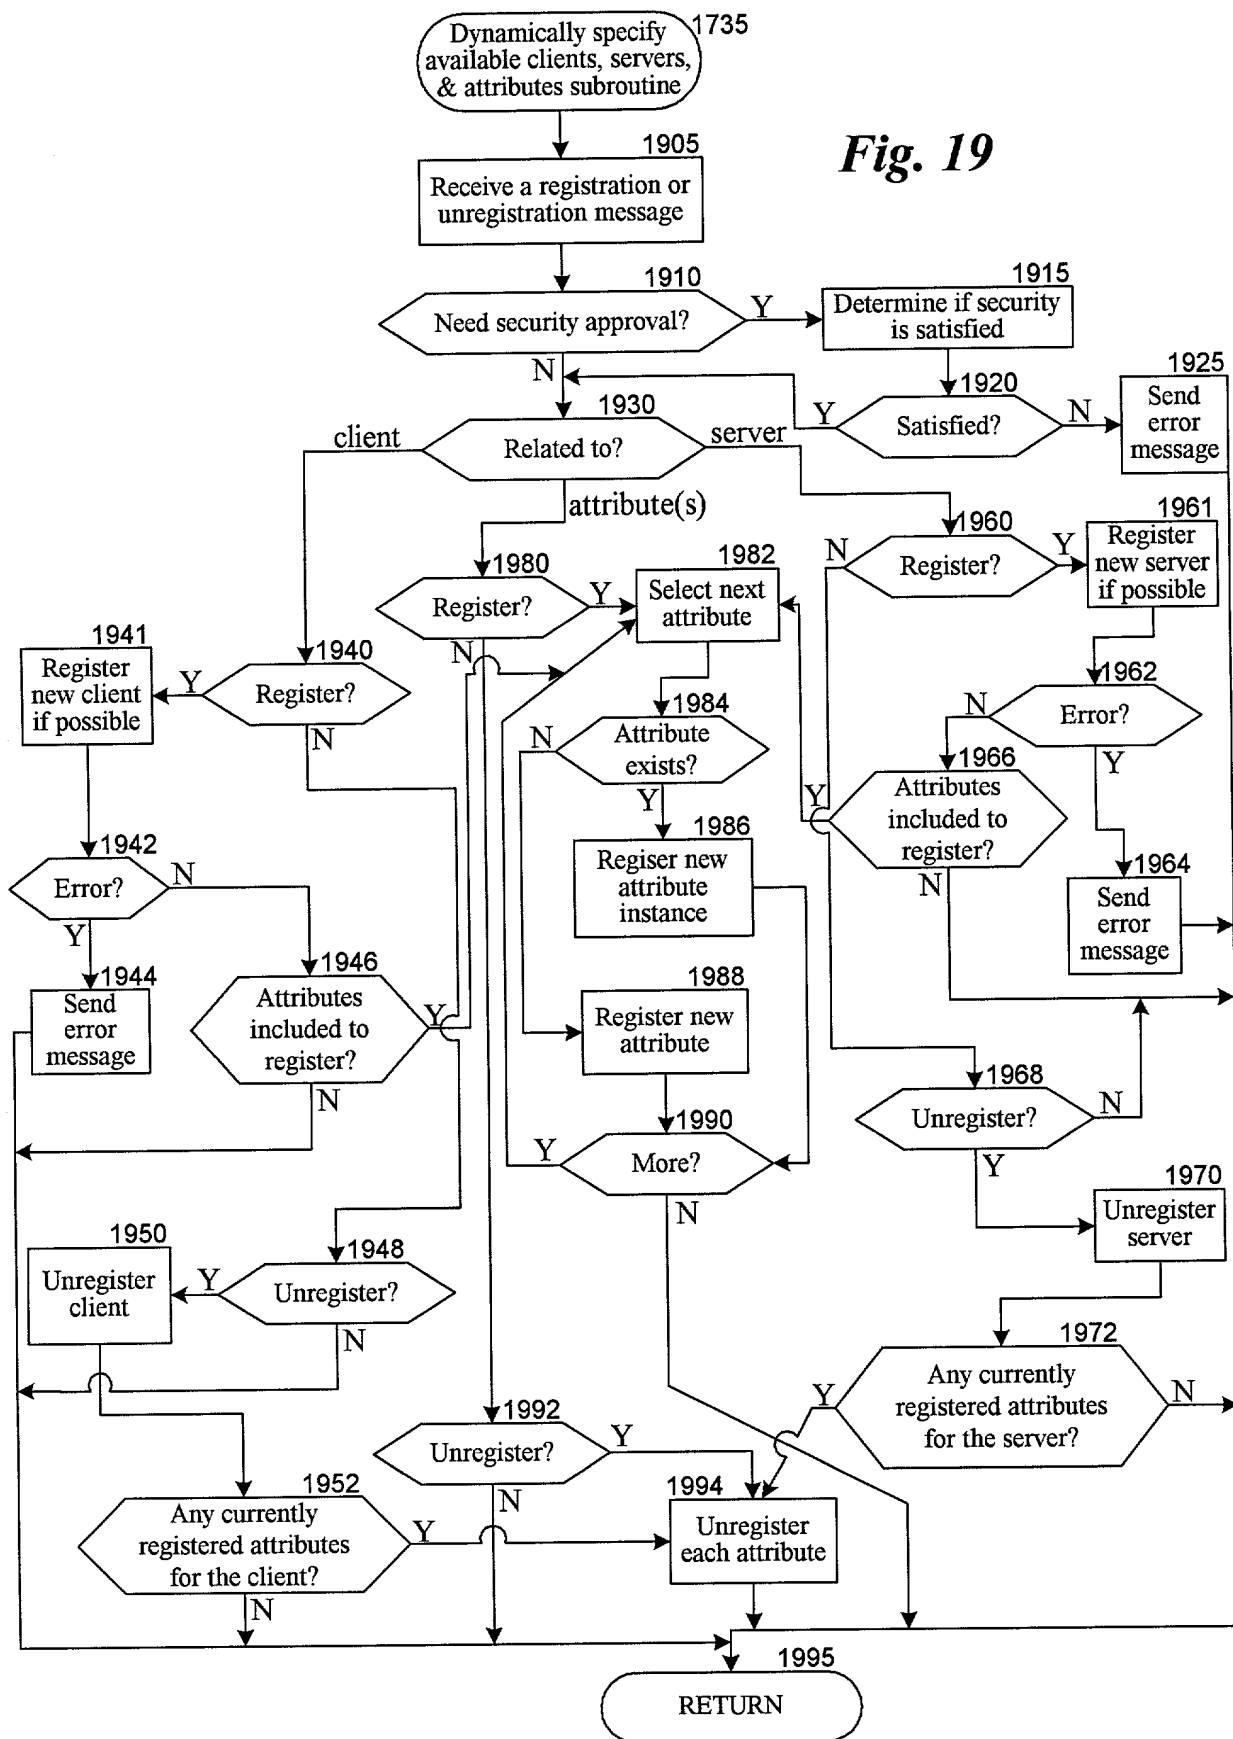 Dynamically specify
available clients, servers,
& attributes subroutine
1735
Fig. 19
1905
Receive a registration or
unregistration message
1910
Need security approval?
Y
N
1915
Determine if security
is satisfied
1920
Satisfied?
Y
N
1925
Send
error
message
1930
Related to?
client
server
attribute(s)
1960
Register?
N
Y
1961
Register
new server
if possible
1980
Register?
Y
N
1982
Select next
attribute
1941
Register
new client
if possible
1940
Register?
Y
N
1962
Error?
N
Y
1984
Attribute
exists?
N
Y
1966
Attributes
included to
register?
Y
N
1986
Regiser new
attribute
instance
1942
Error?
N
Y
1964
Send
error
message
1944
Send
error
message
1946
Attributes
included to
register?
Y
N
1988
Register new
attribute
1968
Unregister?
N
Y
1990
More?
Y
N
1970
Unregister
server
1950
Unregister
client
1948
Unregister?
Y
N
1972
Any currently
registered attributes
for the server?
Y
N
1992
Unregister?
Y
N
1952
Any currently
registered attributes
for the client?
Y
N
1994
Unregister
each attribute
1995
RETURN